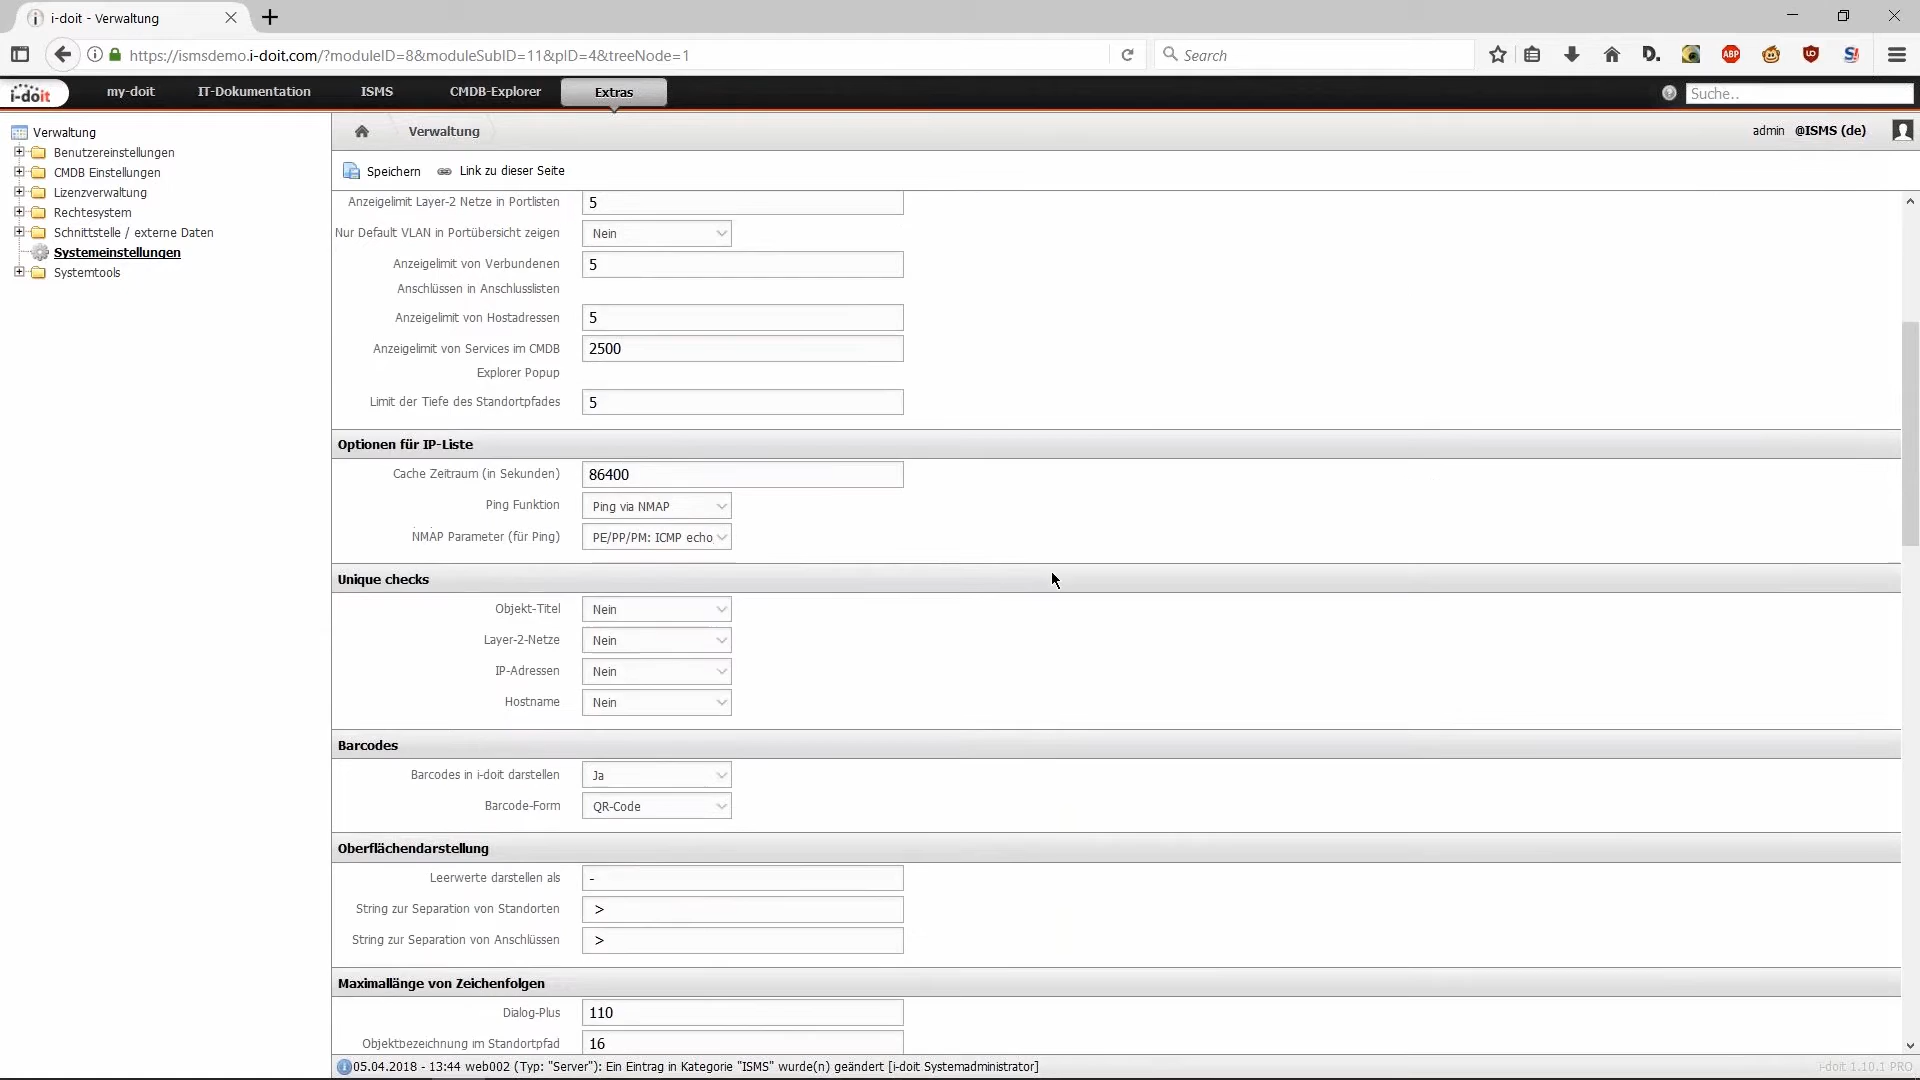 i-doit - Verwaltung
https://ismsdemo.i-doit.com/?moduleID=8&moduleSubID=11&pID=4&treeNode=1
Search
D.
ABP
S!
i-doit
my-doit
IT-Dokumentation
ISMS
CMDB-Explorer
Extras
Suche..
Verwaltung
Benutzereinstellungen
CMDB Einstellungen
Lizenzverwaltung
Rechtesystem
Schnittstelle / externe Daten
Systemeinstellungen
Systemtools
Verwaltung
admin @ISMS (de)
Speichern
Link zu dieser Seite
Anzeigelimit Layer-2 Netze in Portlisten 5
Nur Default VLAN in Portübersicht zeigen Nein
Anzeigelimit von Verbundenen 5
Anschlüssen in Anschlusslisten
Anzeigelimit von Hostadressen 5
Anzeigelimit von Services im CMDB 2500
Explorer Popup
Limit der Tiefe des Standortpfades 5
Optionen für IP-Liste
Cache Zeitraum (in Sekunden) 86400
Ping Funktion Ping via NMAP
NMAP Parameter (für Ping) PE/PP/PM: ICMP echo
Unique checks
Objekt-Titel Nein
Layer-2-Netze Nein
IP-Adressen Nein
Hostname Nein
Barcodes
Barcodes in i-doit darstellen Ja
Barcode-Form QR-Code
Oberflächendarstellung
Leerwerte darstellen als -
String zur Separation von Standorten >
String zur Separation von Anschlüssen >
Maximallänge von Zeichenfolgen
Dialog-Plus 110
Objektbezeichnung im Standortpfad 16
05.04.2018 - 13:44 web002 (Typ: "Server"): Ein Eintrag in Kategorie "ISMS" wurde(n) geändert [i-doit Systemadministrator]
i-doit 1.10.1 PRO